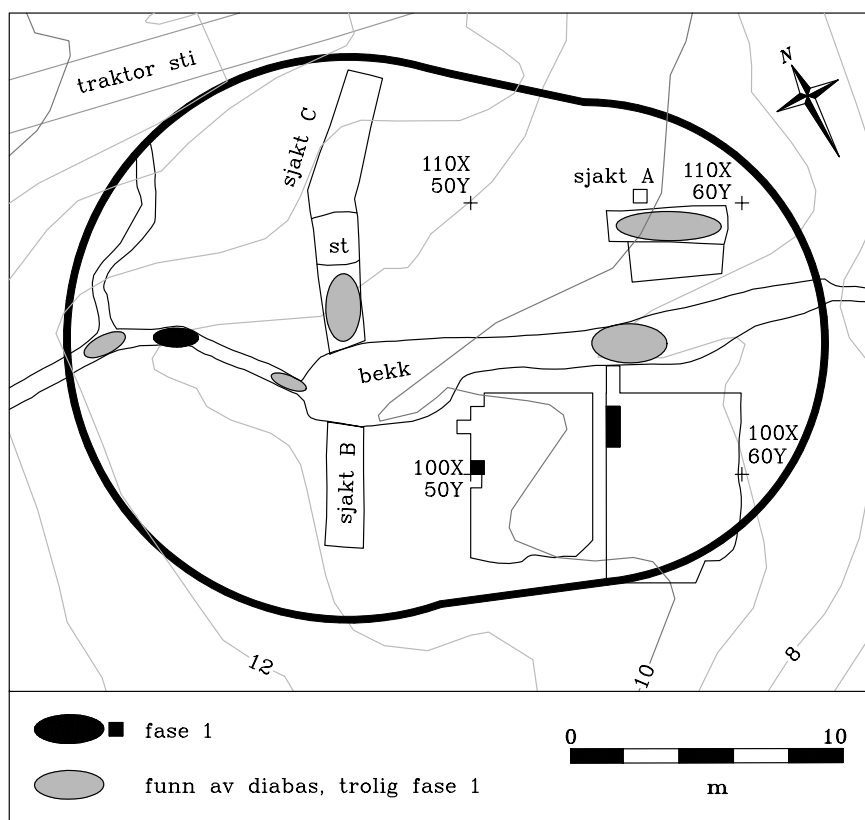 traktor sti
N
sjakt C
110X
50Y
sjakt A
110X
60Y
st
bekk
sjakt B
100X
50Y
100X
60Y
12
10
8
fase 1
funn av diabas, trolig fase 1
0 10
m